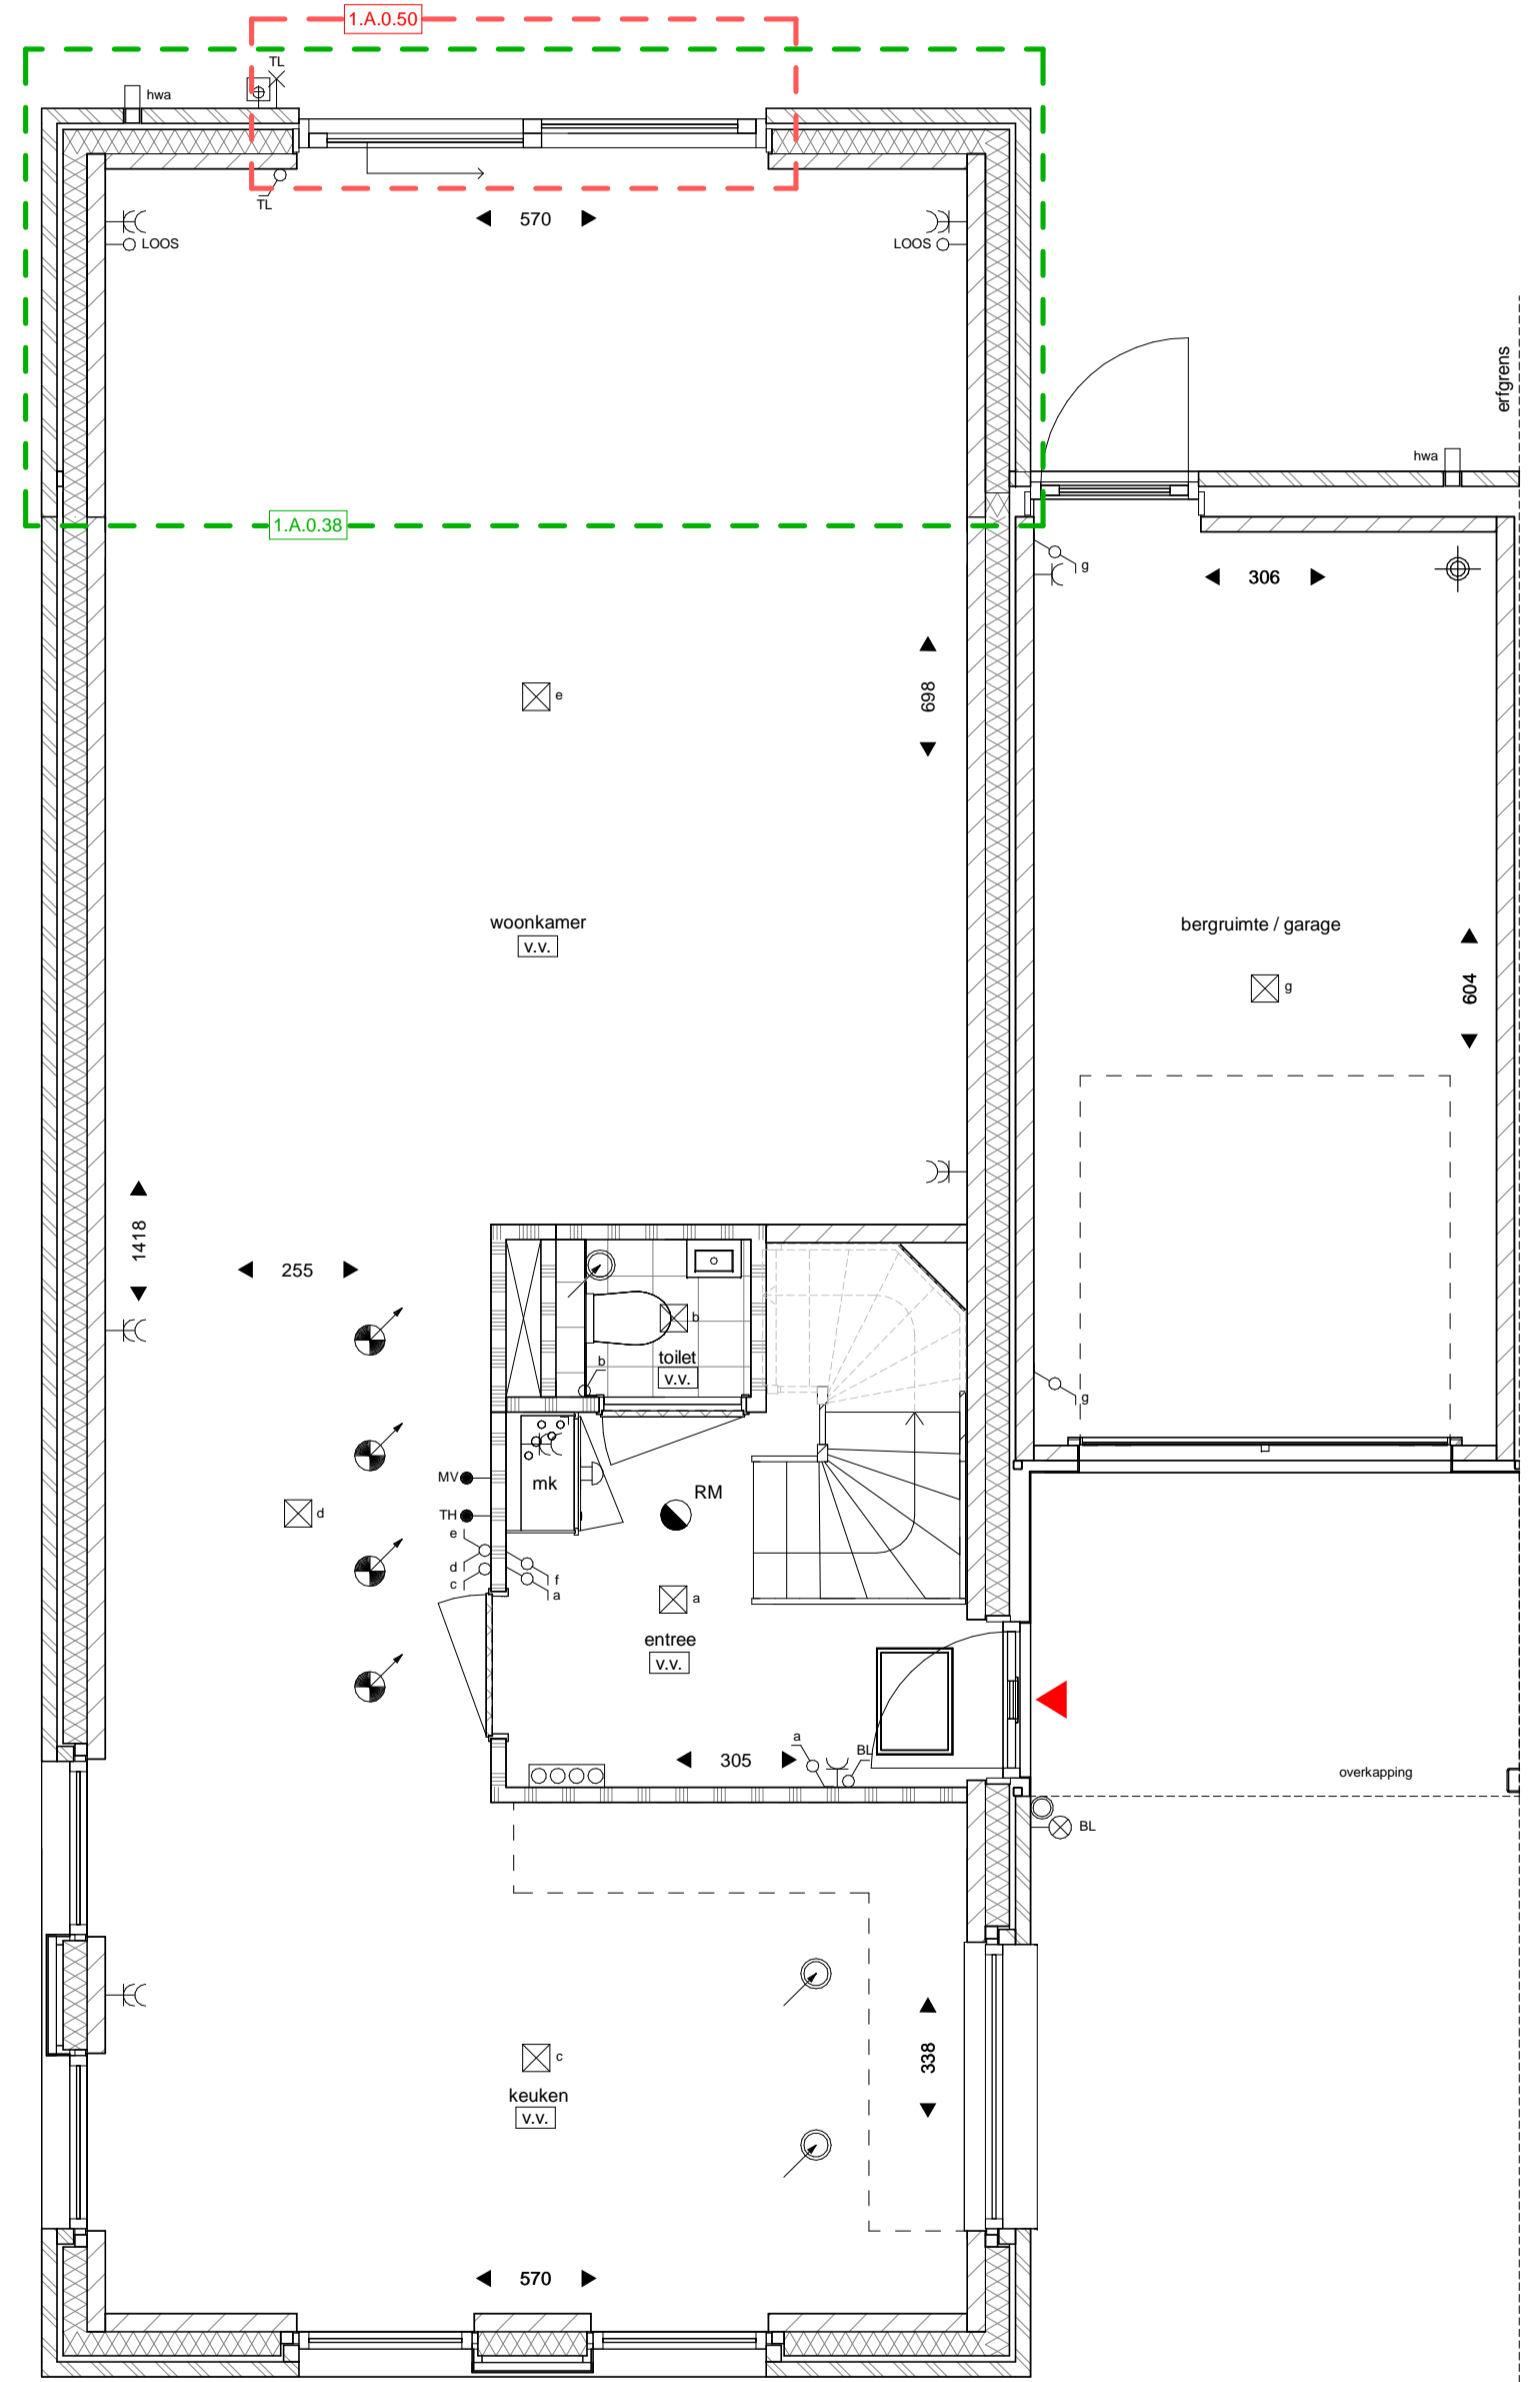 1.A.0.50
TL
hwa
TL
570
LOOS
LOOS
erfgrens
hwa
1.A.0.38
g
306
e
698
woonkamer
v.v.
bergruimte / garage
g
604
1418
255
b
toilet
v.v.
b
g
MV
mk
RM
TH
e
d
d
c
f
a
a
entree
v.v.
305
a
BL
overkapping
BL
c
keuken
v.v.
338
570